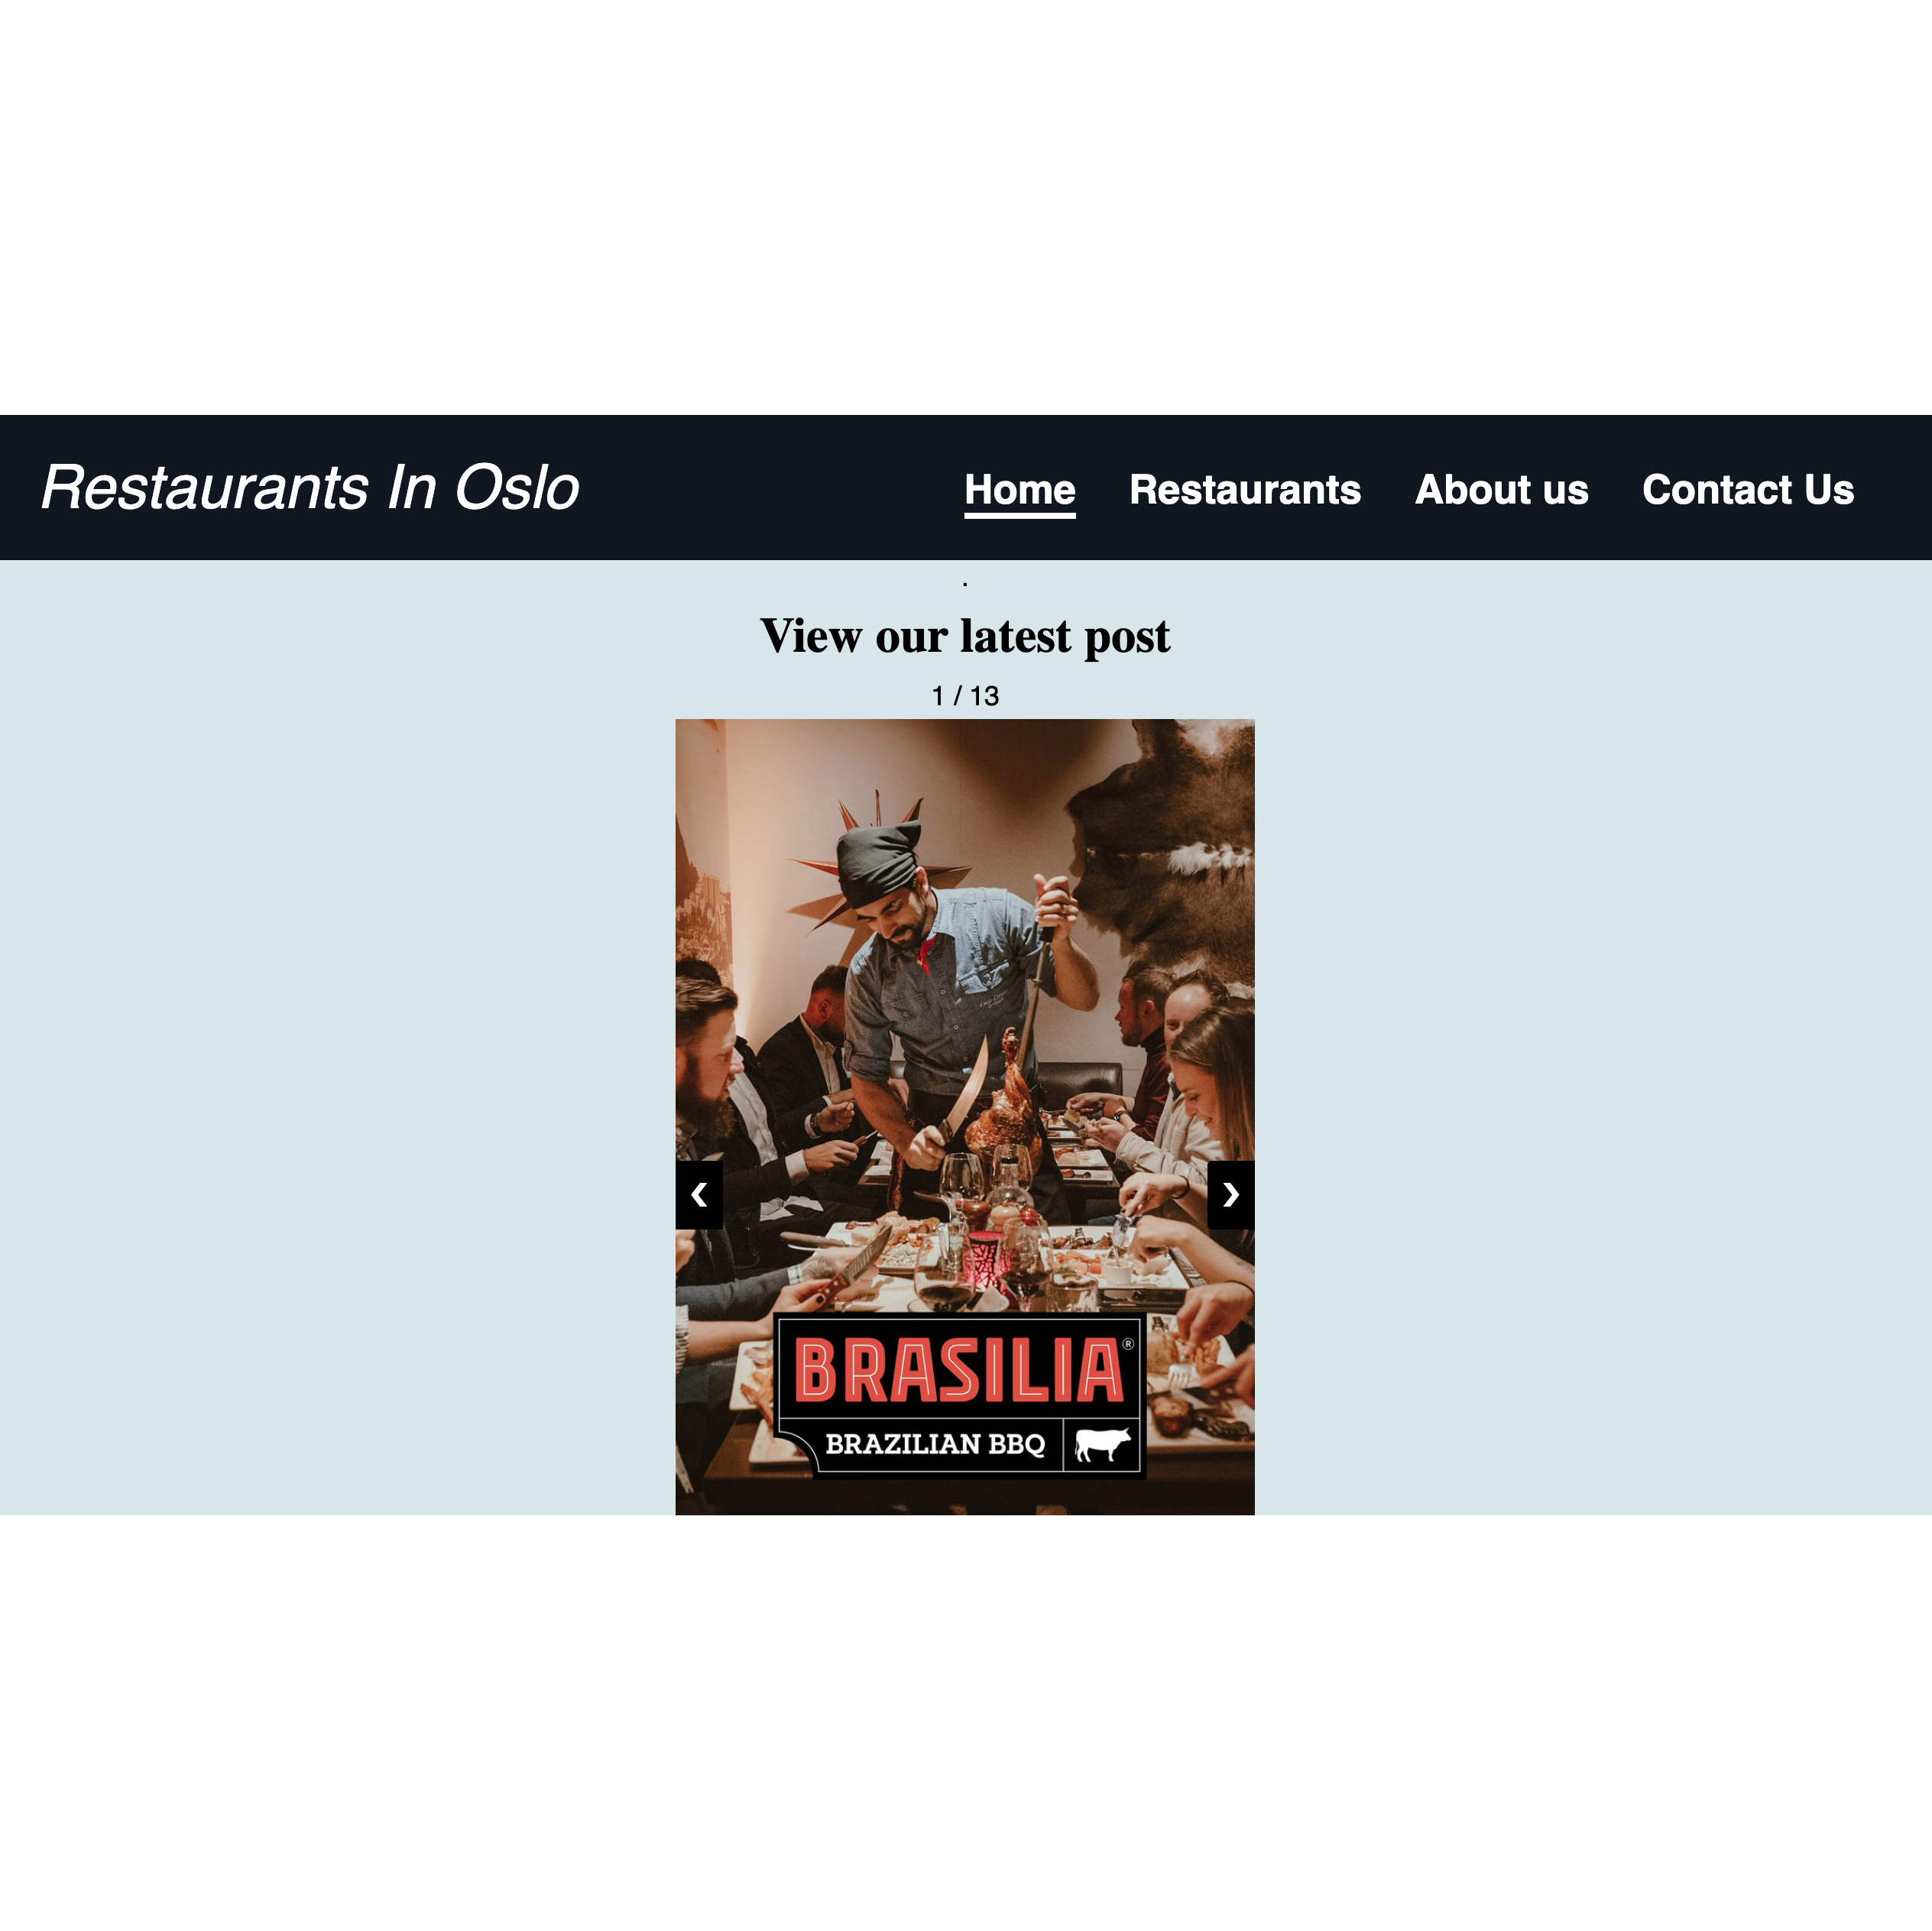 Restaurants In Oslo
Home Restaurants About us Contact Us
.
View our latest post
1 / 13
❮ ❯
BRASILIA®
BRAZILIAN BBQ